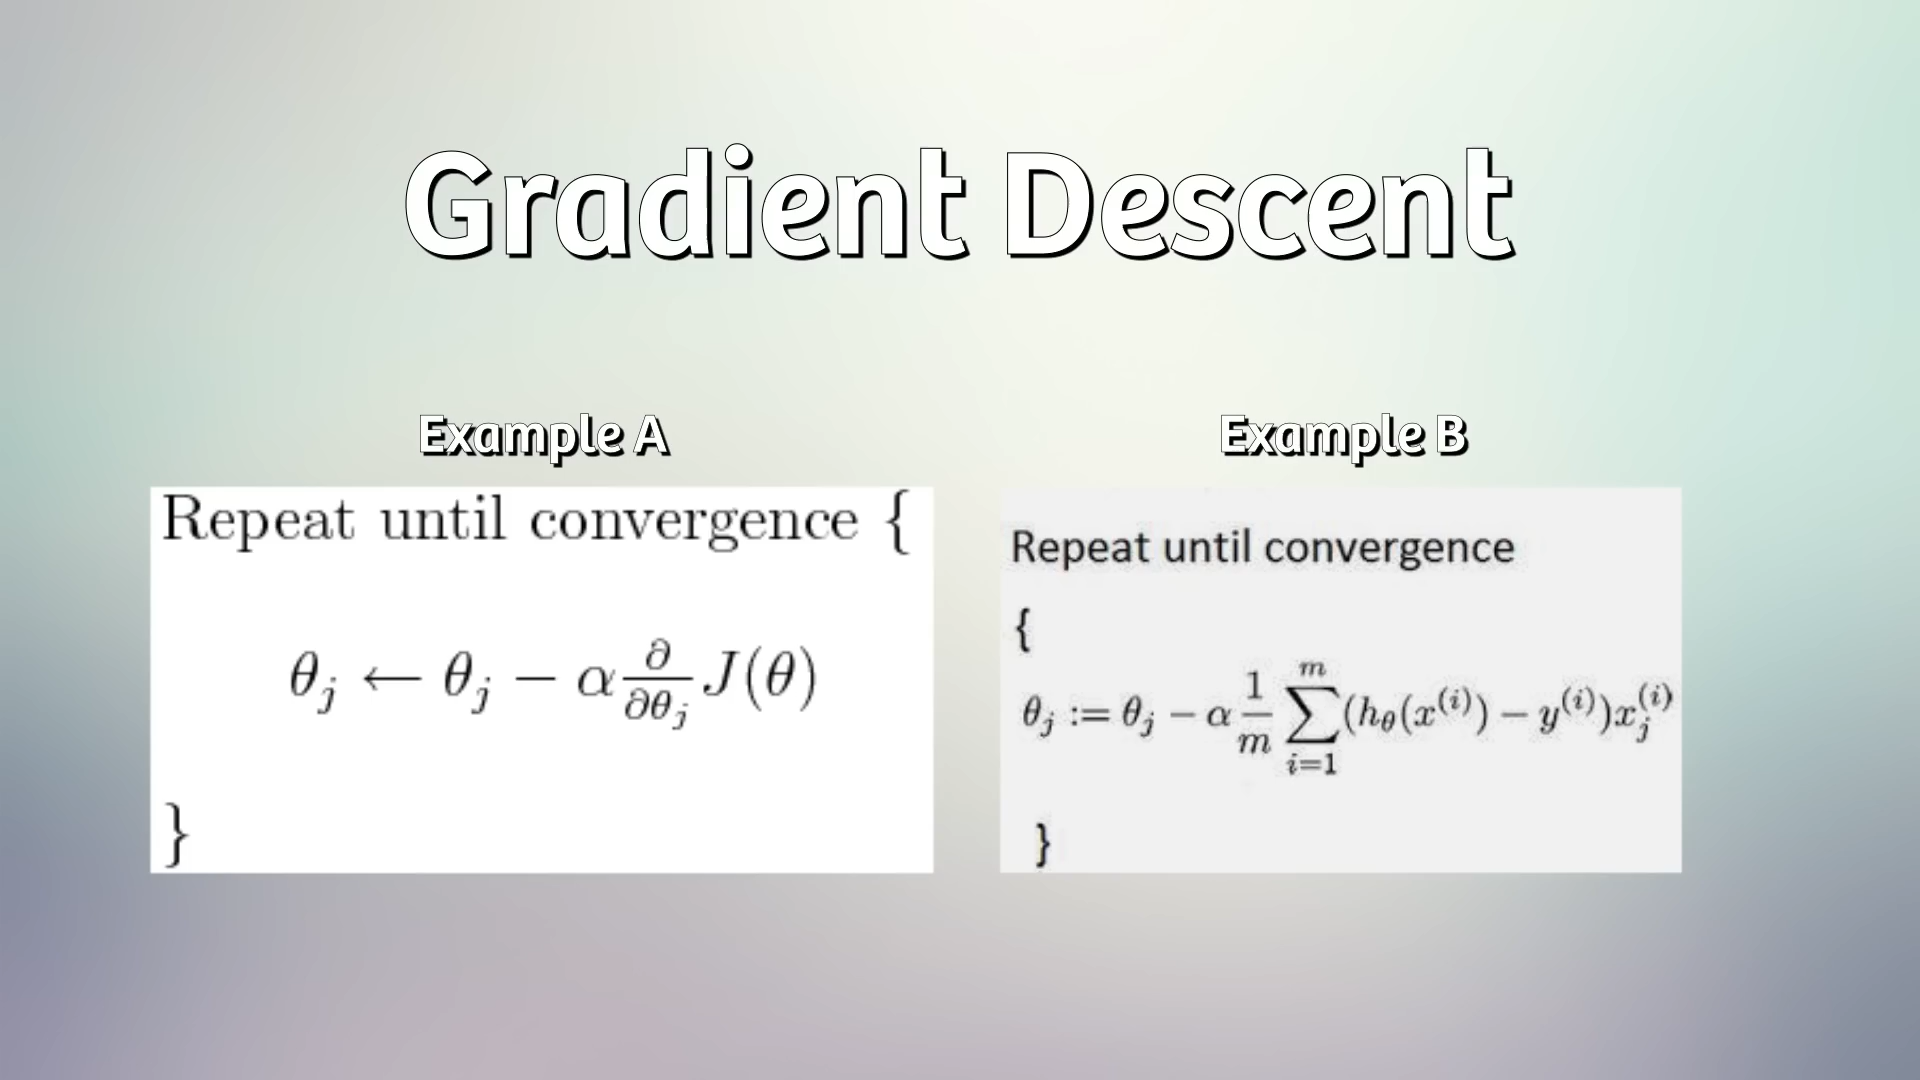 Gradient Descent
Example A
Repeat until convergence {
θ_j ← θ_j − α ∂/∂θ_j J(θ)
}
Example B
Repeat until convergence
{
θ_j := θ_j − α 1/m ∑_{i=1}^{m} (h_θ(x^{(i)}) − y^{(i)})x_j^{(i)}
}